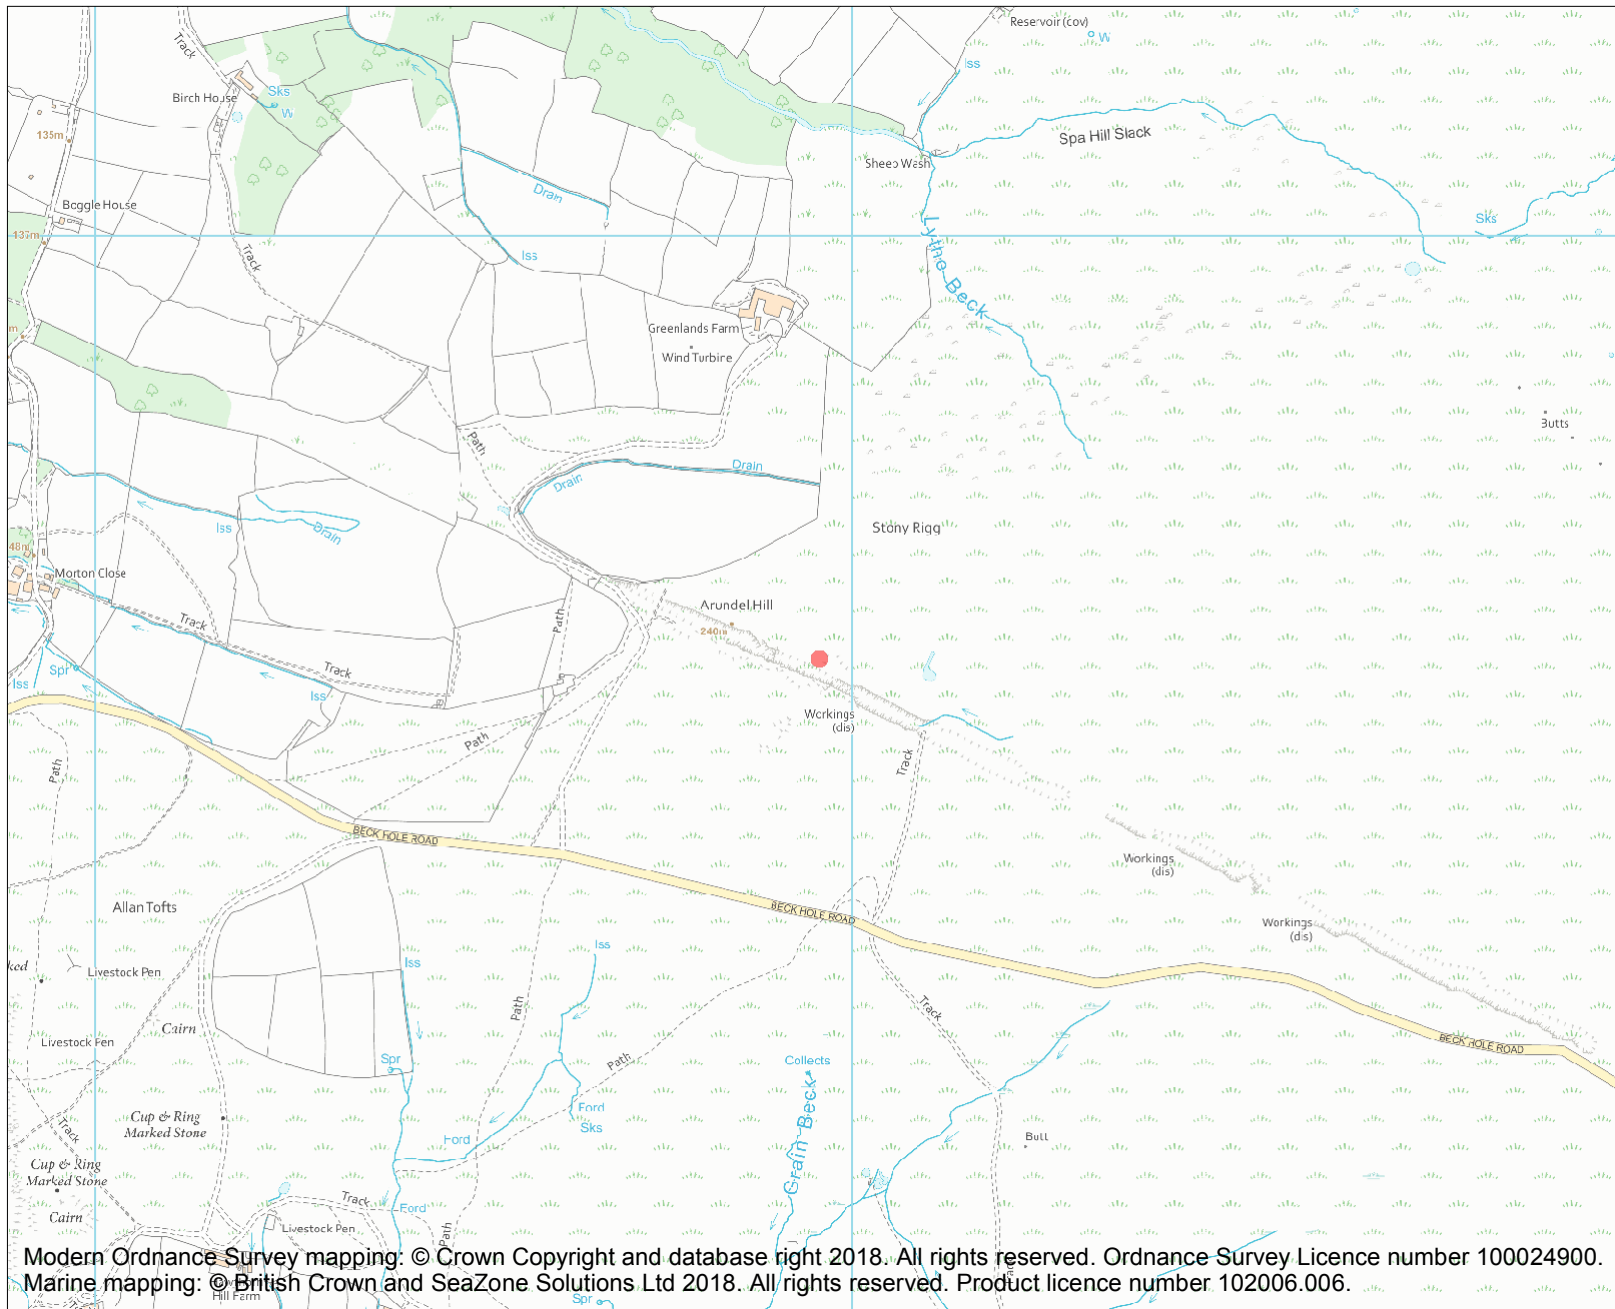 Reservoir (cov)
W
Track
Iss
Birch House
Sks
W
135m
Spa Hill Slack
Sheep Wash
Drain
Boggle House
Sks
137m
Lythe Beck
Track
Iss
Greenlands Farm
Wind Turbine
m
Butts
Path
Drain
Drain
Iss
Drain
Stony Rigg
48m
Morton Close
Arundel Hill
240m
Path
Track
Track
Spr
Iss
Iss
Workings
(dis)
Path
Path
Track
BECK HOLE ROAD
Workings
(dis)
Allan Tofts
BECK HOLE ROAD
Workings
(dis)
Iss
ked
Livestock Pen
Iss
Path
Track
Cairn
Livestock Pen
BECK HOLE ROAD
Spr
Path
Collects
Grain Beck
Ford
Sks
Cup & Ring
Marked Stone
Track
Ford
Butt
Cup & Ring
Marked Stone
Track
Ford
Cairn
Livestock Pen
Path
Modern Ordnance Survey mapping: © Crown Copyright and database right 2018. All rights reserved. Ordnance Survey Licence number 100024900.
Marine mapping: © British Crown and SeaZone Solutions Ltd 2018. All rights reserved. Product licence number 102006.006.
Hill Farm
Spr